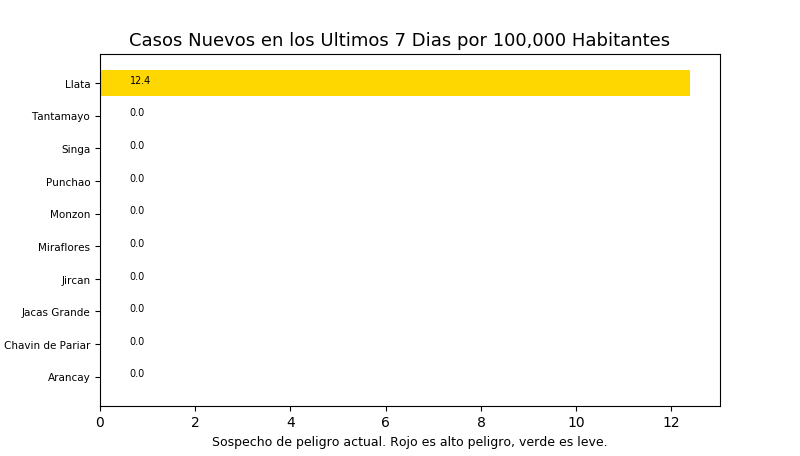 Casos Nuevos en los Ultimos 7 Dias por 100,000 Habitantes
Llata 12.4
Tantamayo 0.0
Singa 0.0
Punchao 0.0
Monzon 0.0
Miraflores 0.0
Jircan 0.0
Jacas Grande 0.0
Chavin de Pariar 0.0
Arancay 0.0
0 2 4 6 8 10 12
Sospecho de peligro actual. Rojo es alto peligro, verde es leve.